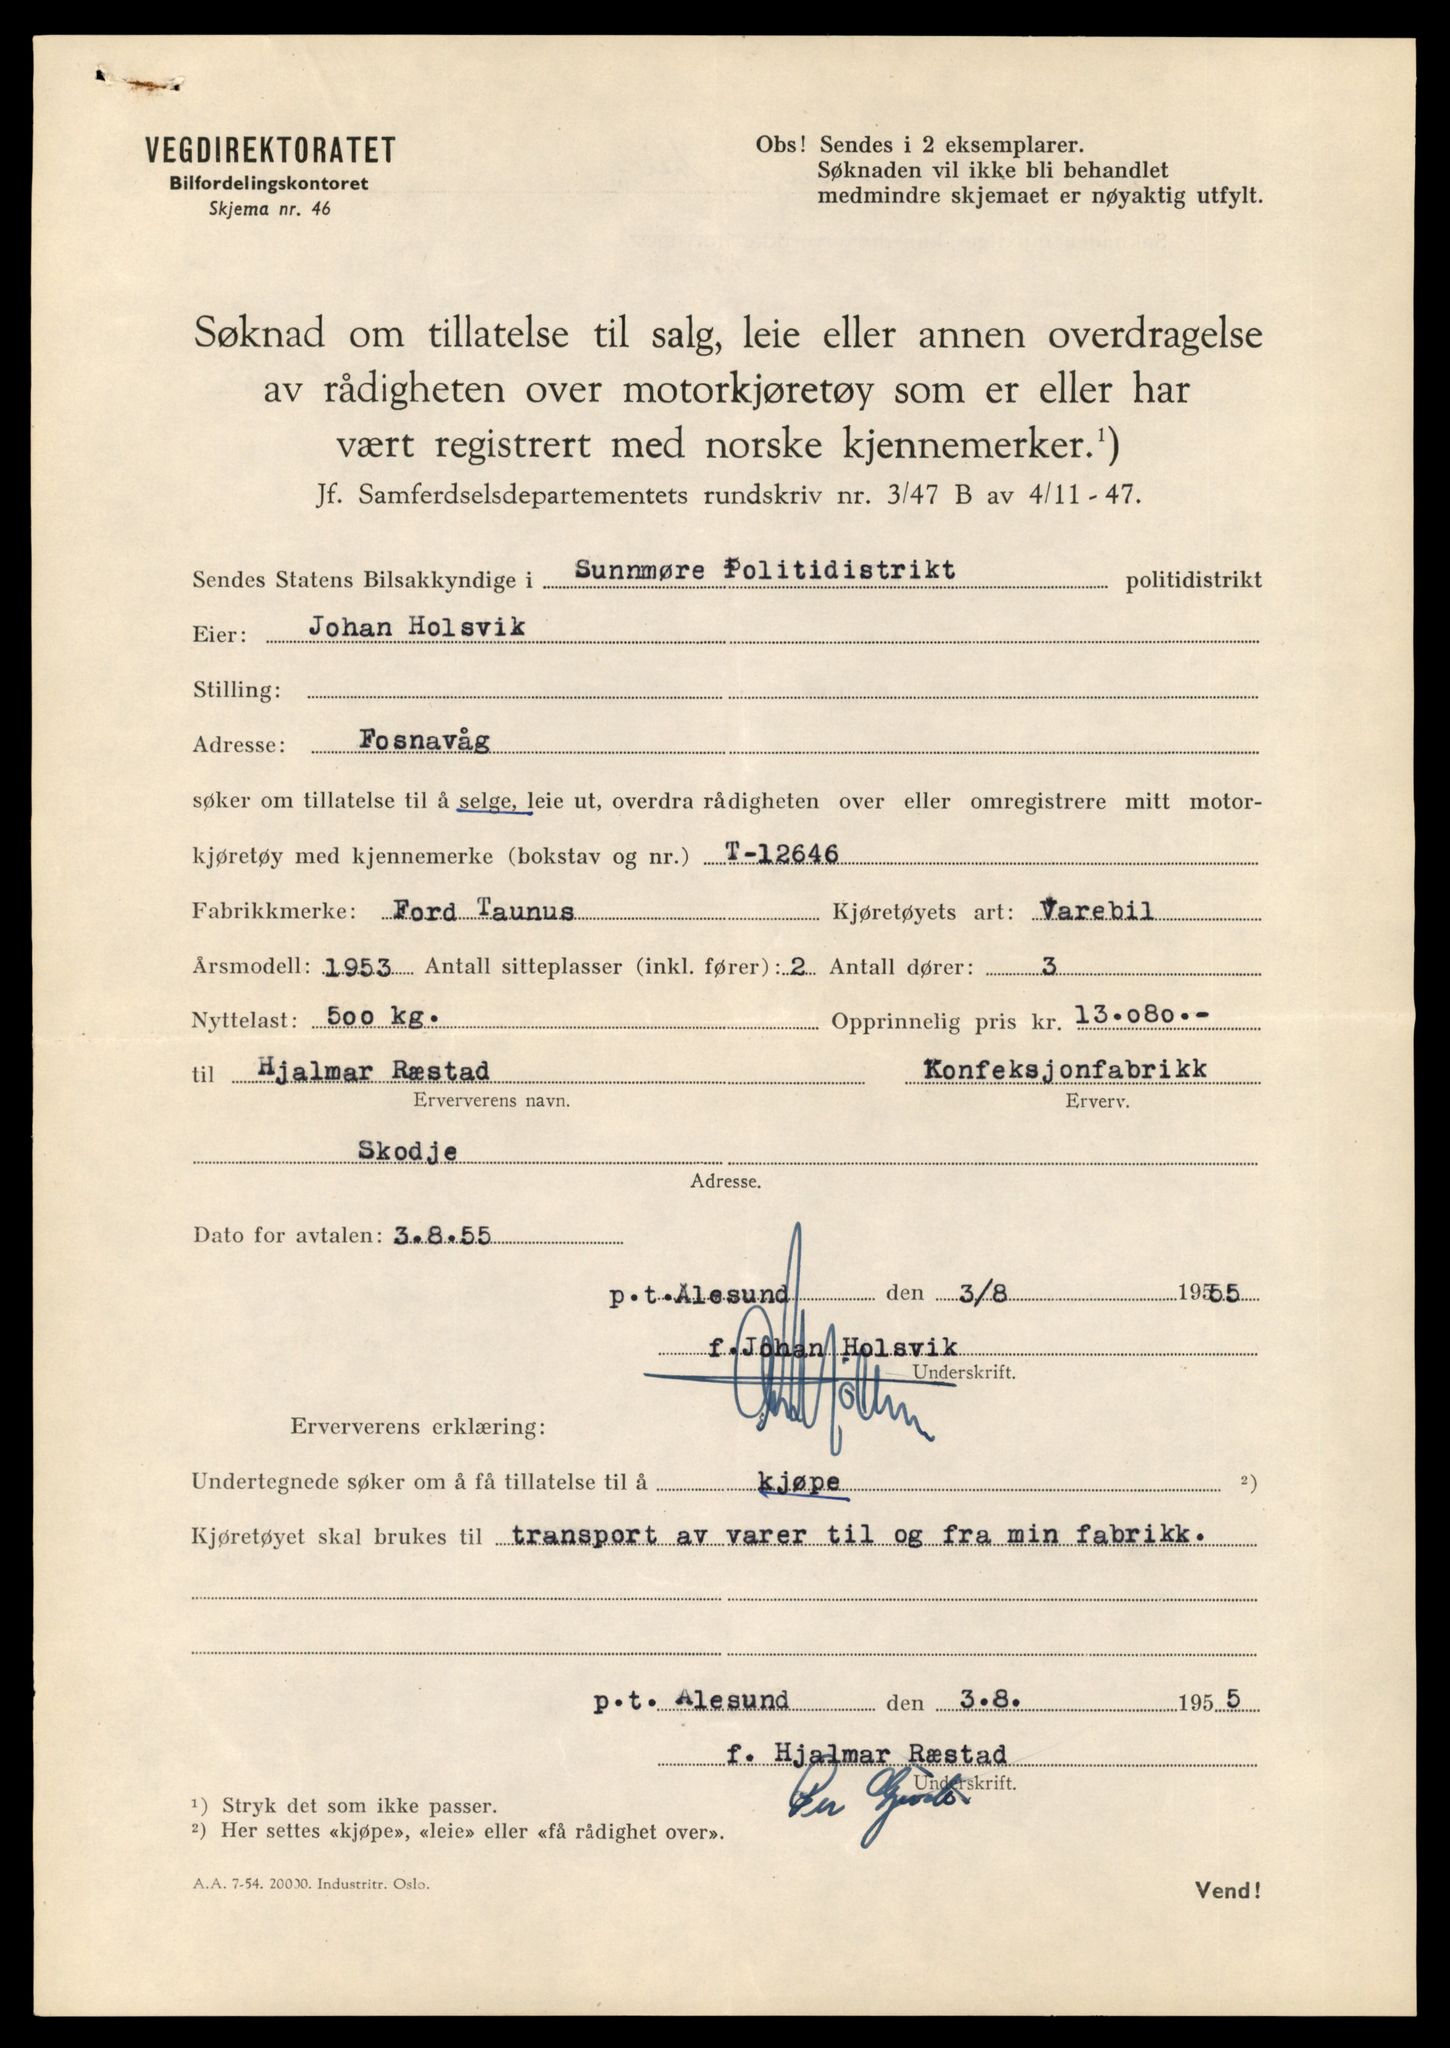 VEGDIREKTORATET
Bilfordelingskontoret
Skjema nr. 46
Obs! Sendes i 2 eksemplarer.
Søknaden vil ikke bli behandlet
medmindre skjemaet er nøyaktig utfylt.
Søknad om tillatelse til salg, leie eller annen overdragelse
av rådigheten over motorkjøretøy som er eller har
vært registrert med norske kjennemerker.¹)
Jf. Samferdselsdepartementets rundskriv nr. 3/47 B av 4/11 - 47.
Sendes Statens Bilsakkyndige i Sunnmøre Politidistrikt politidistrikt
Eier: Johan Holsvik
Stilling:
Adresse: Fosnavåg
søker om tillatelse til å selge, leie ut, overdra rådigheten over eller omregistrere mitt motor-
kjøretøy med kjennemerke (bokstav og nr.) T-12646
Fabrikkmerke: Ford Taunus Kjøretøyets art: Varebil
Årsmodell: 1953 Antall sitteplasser (inkl. fører): 2 Antall dører: 3
Nyttelast: 500 kg. Opprinnelig pris kr. 13.080.-
til Hjalmar Ræstad Konfeksjonfabrikk
Erververens navn. Erverv.
Skodje
Adresse.
Dato for avtalen: 3.8.55
p.t. Ålesund den 3/8 1955
f. Johan Holsvik
Underskrift.
Erververens erklæring:
Undertegnede søker om å få tillatelse til å kjøpe ²)
Kjøretøyet skal brukes til transport av varer til og fra min fabrikk.
p.t. Ålesund den 3.8. 1955
f. Hjalmar Ræstad
Underskrift.
Per
¹) Stryk det som ikke passer.
²) Her settes «kjøpe», «leie» eller «få rådighet over».
A.A. 7-54. 20000. Industritr. Oslo.
Vend!